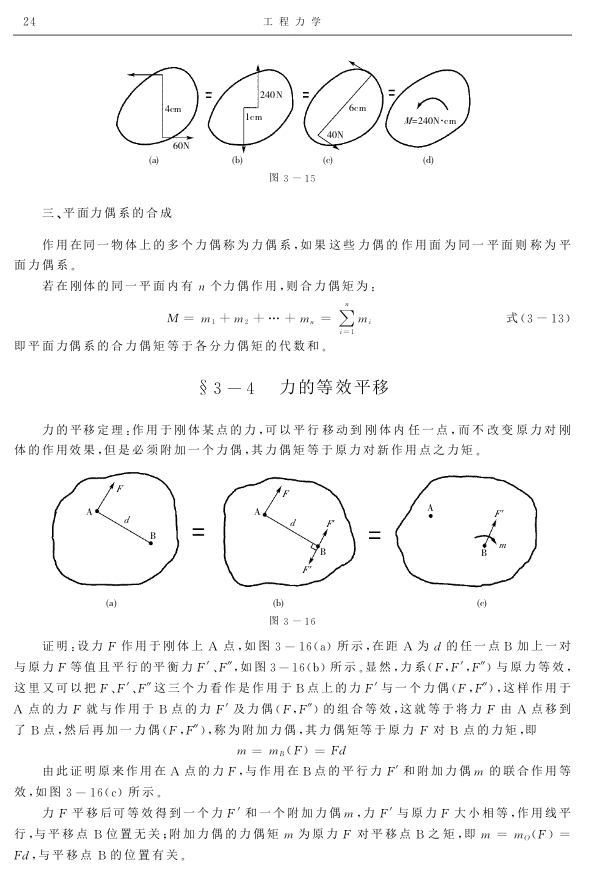 24
工程力学
4cm
60N
(a)
=
240N
1cm
(b)
=
6cm
40N
(c)
=
M=240N·cm
(d)
图 3-15
三、平面力偶系的合成
作用在同一物体上的多个力偶称为力偶系,如果这些力偶的作用面为同一平面则称为平
面力偶系。
若在刚体的同一平面内有 n 个力偶作用,则合力偶矩为:
M = m₁ + m₂ + ··· + mₙ = ∑ⁿᵢ₌₁ mᵢ 式(3-13)
即平面力偶系的合力偶矩等于各分力偶矩的代数和。
§3-4 力的等效平移
力的平移定理:作用于刚体某点的力,可以平行移动到刚体内任一点,而不改变原力对刚
体的作用效果,但是必须附加一个力偶,其力偶矩等于原力对新作用点之力矩。
F
A
d
B
(a)
=
F
A
d
F′
B
F′
(b)
=
A
F′
B
m
(c)
图 3-16
证明:设力 F 作用于刚体上 A 点,如图 3-16(a) 所示,在距 A 为 d 的任一点 B 加上一对
与原力 F 等值且平行的平衡力 F′、F″,如图 3-16(b) 所示。显然,力系(F,F′,F″) 与原力等效,
这里又可以把 F、F′、F″这三个力看作是作用于 B 点上的力 F′ 与一个力偶(F,F″),这样作用于
A 点的力 F 就与作用于 B 点的力 F′ 及力偶(F,F″) 的组合等效,这就等于将力 F 由 A 点移到
了 B 点,然后再加一力偶(F,F″),称为附加力偶,其力偶矩等于原力 F 对 B 点的力矩,即
m = m_B(F) = Fd
由此证明原来作用在 A 点的力 F,与作用在 B 点的平行力 F′ 和附加力偶 m 的联合作用等
效,如图 3-16(c) 所示。
力 F 平移后可等效得到一个力 F′ 和一个附加力偶 m,力 F′ 与原力 F 大小相等,作用线平
行,与平移点 B 位置无关;附加力偶的力偶矩 m 为原力 F 对平移点 B 之矩,即 m = m_O(F) =
Fd,与平移点 B 的位置有关。